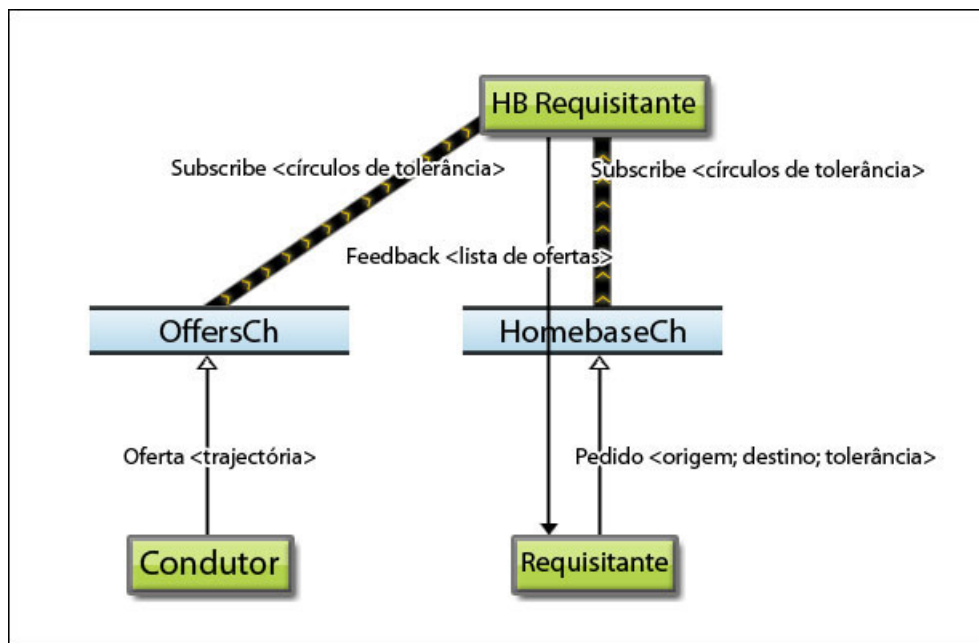 HB Requisitante
Subscribe <círculos de tolerância>
Subscribe <círculos de tolerância>
Feedback <lista de ofertas>
OffersCh
HomebaseCh
Oferta <trajectória>
Pedido <origem; destino; tolerância>
Condutor
Requisitante